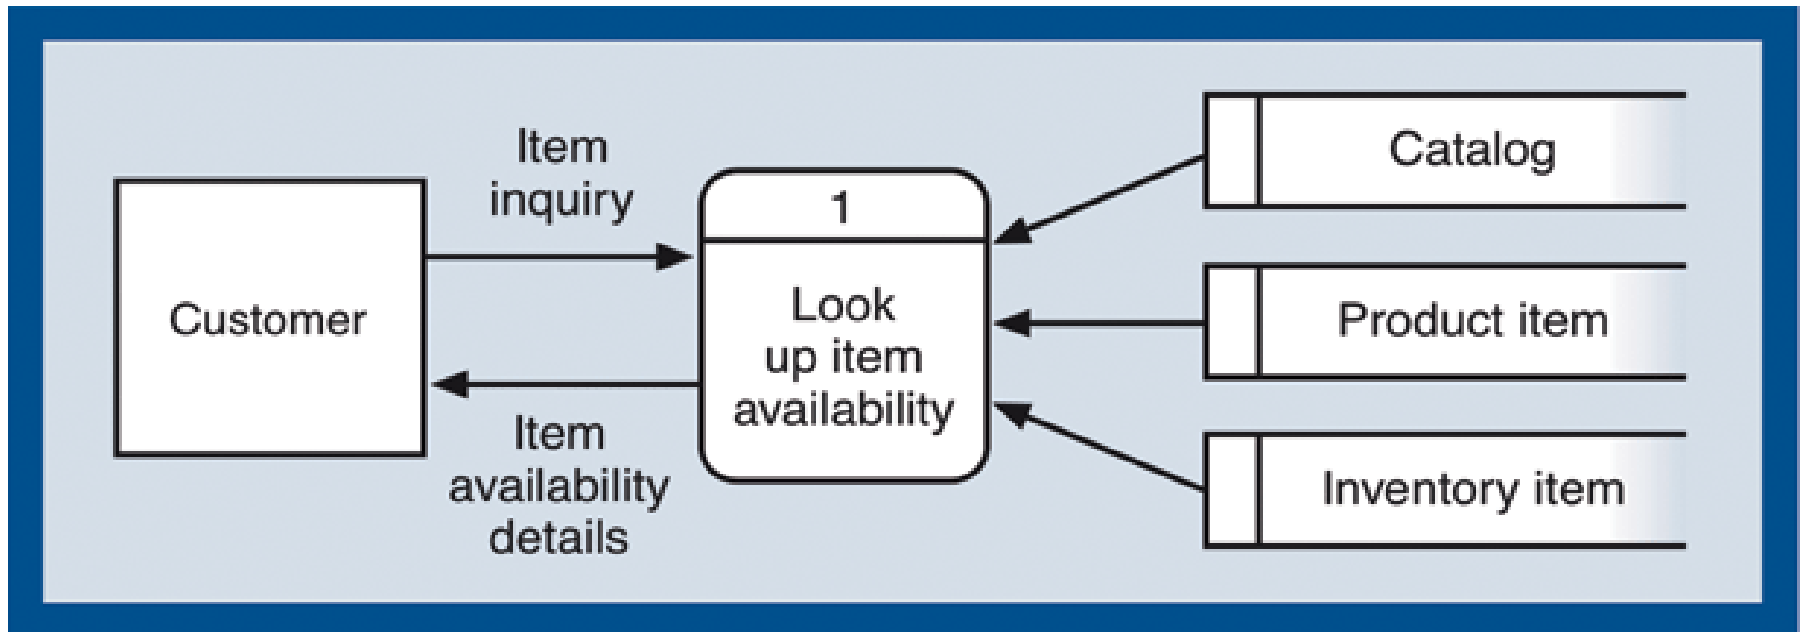 Item
inquiry
Customer
1
Look
up item
availability
Item
availability
details
Catalog
Product item
Inventory item